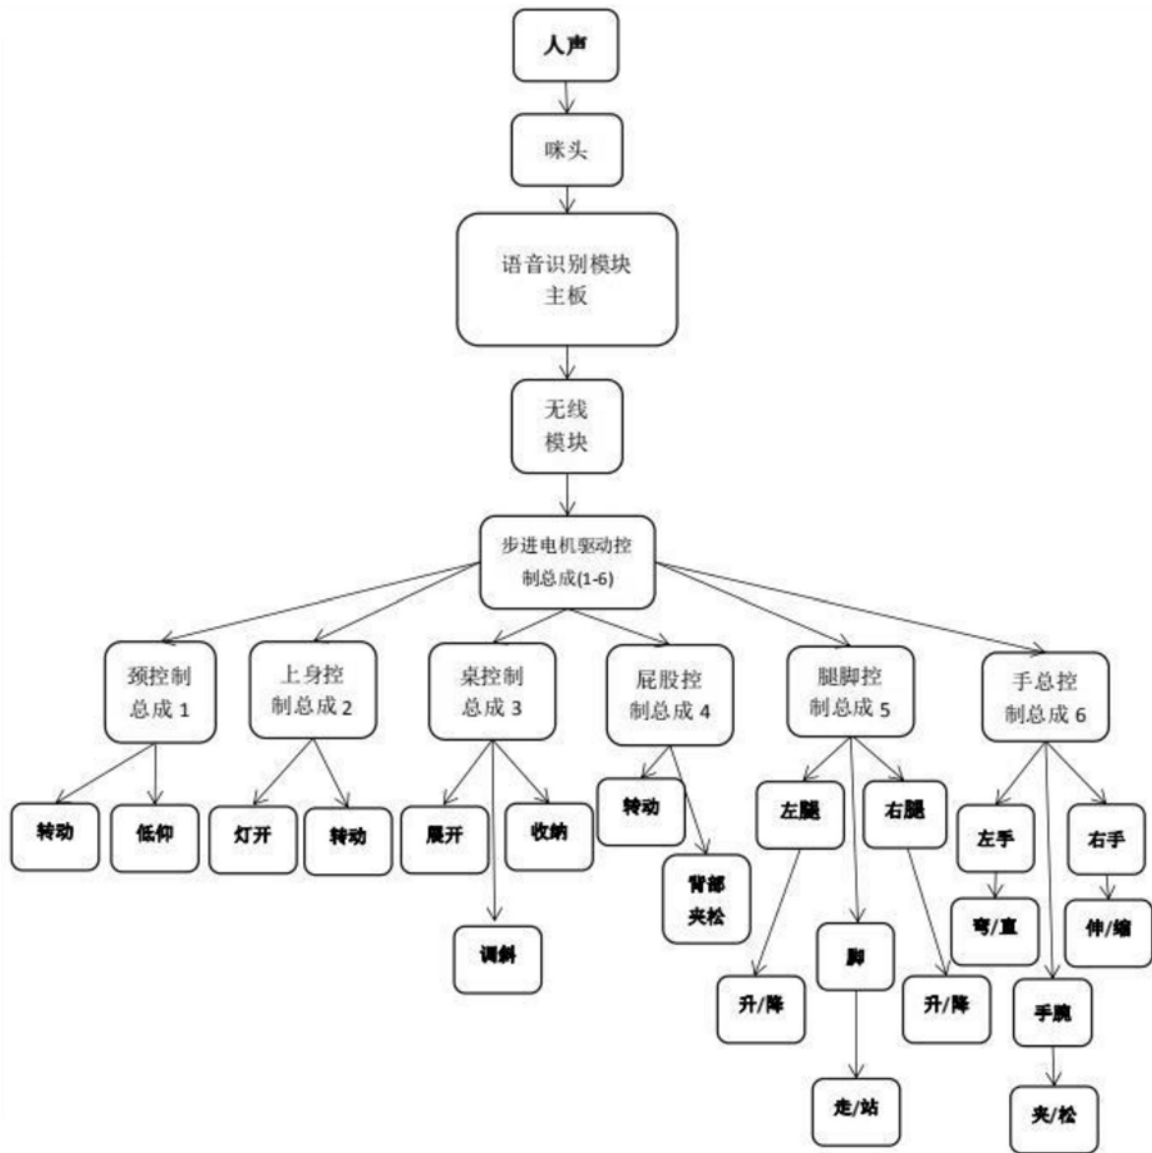 人声
咪头
语音识别模块
主板
无线
模块
步进电机驱动控
制总成(1-6)
颈控制
总成1
上身控
制总成2
桌控制
总成3
屁股控
制总成4
腿脚控
制总成5
手总控
制总成6
转动
低仰
灯开
转动
展开
收纳
调斜
转动
背部
夹松
左腿
右腿
脚
升/降
升/降
走/站
左手
右手
弯/直
伸/缩
手腕
夹/松